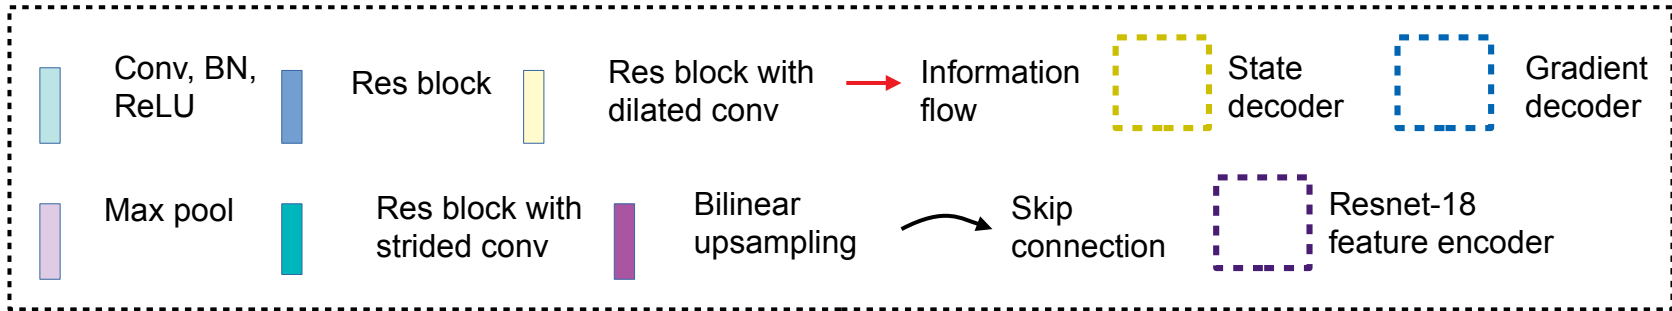 Conv, BN,
ReLU
Res block
Res block with
dilated conv
Information
flow
State
decoder
Gradient
decoder
Max pool
Res block with
strided conv
Bilinear
upsampling
Skip
connection
Resnet-18
feature encoder